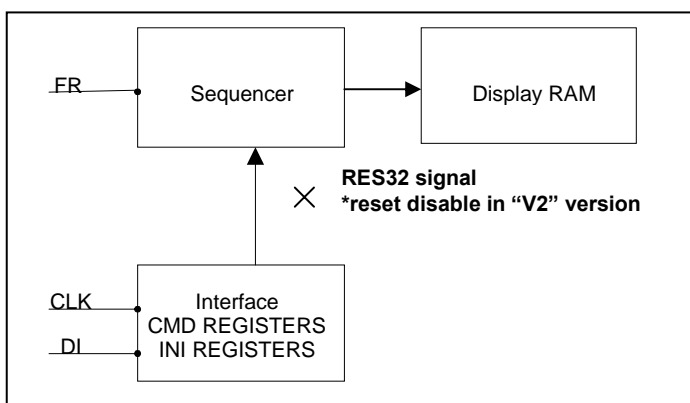 FR
Sequencer
Display RAM
RES32 signal
*reset disable in “V2” version
CLK
DI
Interface
CMD REGISTERS
INI REGISTERS